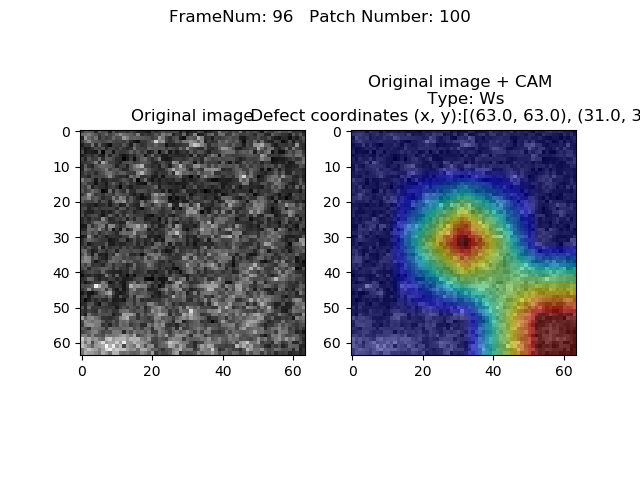 FrameNum: 96   Patch Number: 100
Original image + CAM
Type: Ws
Original image
Defect coordinates (x, y):[(63.0, 63.0), (31.0, 3
0
10
20
30
40
50
60
0 20 40 60
0
10
20
30
40
50
60
0 20 40 60